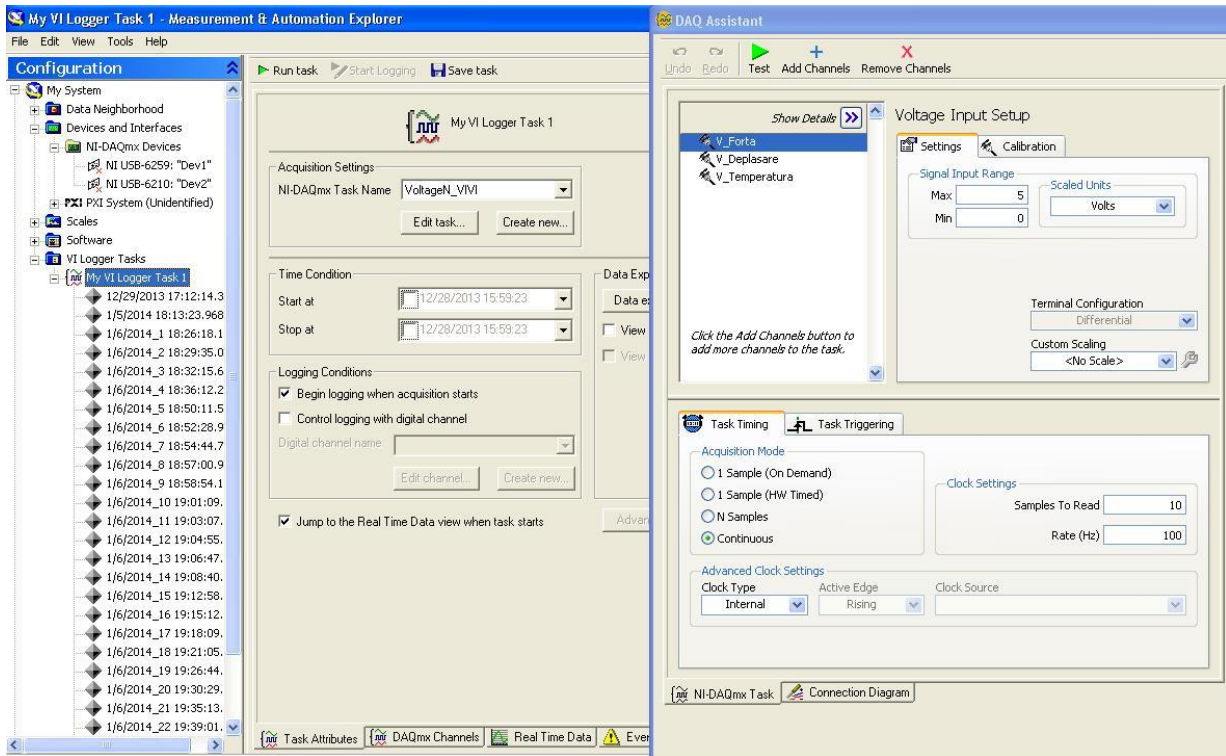 My VI Logger Task 1 - Measurement & Automation Explorer
File Edit View Tools Help
Configuration
My System
Data Neighborhood
Devices and Interfaces
NI-DAQmx Devices
NI USB-6259: "Dev1"
NI USB-6210: "Dev2"
PXI PXI System (Unidentified)
Scales
Software
VI Logger Tasks
My VI Logger Task 1
12/29/2013 17:12:14.3
1/5/2014 18:13:23.968
1/6/2014_1 18:26:18.1
1/6/2014_2 18:29:35.0
1/6/2014_3 18:32:15.6
1/6/2014_4 18:36:12.2
1/6/2014_5 18:50:11.5
1/6/2014_6 18:52:28.9
1/6/2014_7 18:54:44.7
1/6/2014_8 18:57:00.9
1/6/2014_9 18:58:54.1
1/6/2014_10 19:01:09.
1/6/2014_11 19:03:07.
1/6/2014_12 19:04:55.
1/6/2014_13 19:06:47.
1/6/2014_14 19:08:40.
1/6/2014_15 19:12:58.
1/6/2014_16 19:15:12.
1/6/2014_17 19:18:09.
1/6/2014_18 19:21:05.
1/6/2014_19 19:26:44.
1/6/2014_20 19:30:29.
1/6/2014_21 19:35:13.
1/6/2014_22 19:39:01.
Run task Start Logging Save task
My VI Logger Task 1
Acquisition Settings
NI-DAQmx Task Name VoltageN_VIVI
Edit task... Create new...
Time Condition
Start at 12/28/2013 15:59:23
Stop at 12/28/2013 15:59:23
Data Exp
Data e
View
View
Logging Conditions
Begin logging when acquisition starts
Control logging with digital channel
Digital channel name
Edit channel... Create new...
Jump to the Real Time Data view when task starts
Advan
Task Attributes DAQmx Channels Real Time Data Ever
DAQ Assistant
Undo Redo Test Add Channels Remove Channels
Show Details
V_Forta
V_Deplasare
V_Temperatura
Click the Add Channels button to
add more channels to the task.
Voltage Input Setup
Settings Calibration
Signal Input Range
Max 5
Min 0
Scaled Units
Volts
Terminal Configuration
Differential
Custom Scaling
<No Scale>
Task Timing Task Triggering
Acquisition Mode
1 Sample (On Demand)
1 Sample (HW Timed)
N Samples
Continuous
Clock Settings
Samples To Read 10
Rate (Hz) 100
Advanced Clock Settings
Clock Type Active Edge Clock Source
Internal Rising
NI-DAQmx Task Connection Diagram